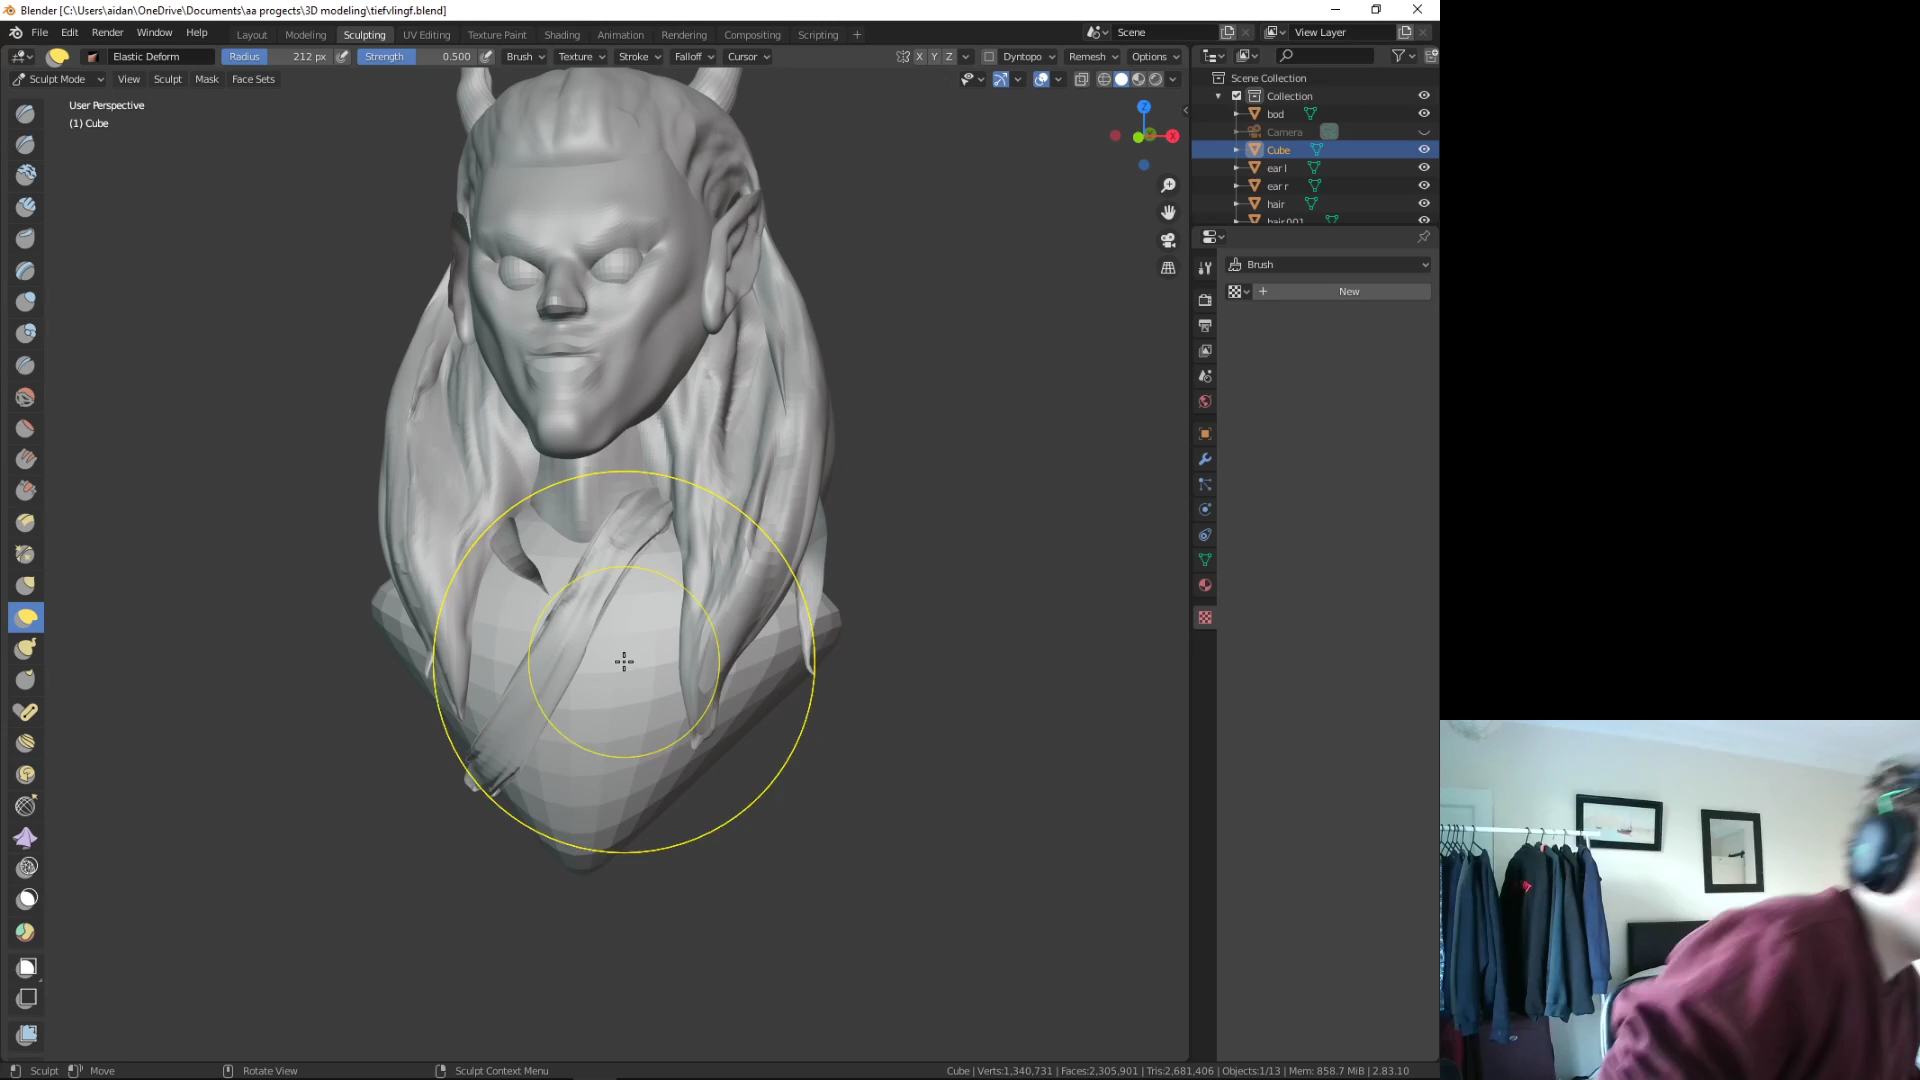 Blender [C:\Users\aidan\OneDrive\Documents\aa progects\3D modeling\tiefvlingf.blend]
File Edit Render Window Help Layout Modeling Sculpting UV Editing Texture Paint Shading Animation Rendering Compositing Scripting + Scene View Layer
Elastic Deform Radius 212 px Strength 0.500 Brush Texture Stroke Falloff Cursor X Y Z Dyntopo Remesh Options
Sculpt Mode View Sculpt Mask Face Sets
Scene Collection
Collection
User Perspective
(1) Cube
bod
Camera
Cube
ear l
ear r
hair
hair.001
Z
X
Brush
+ New
Sculpt Move Rotate View Sculpt Context Menu Cube | Verts:1,340,731 | Faces:2,305,901 | Tris:2,681,406 | Objects:1/13 | Mem: 858.7 MiB | 2.83.10